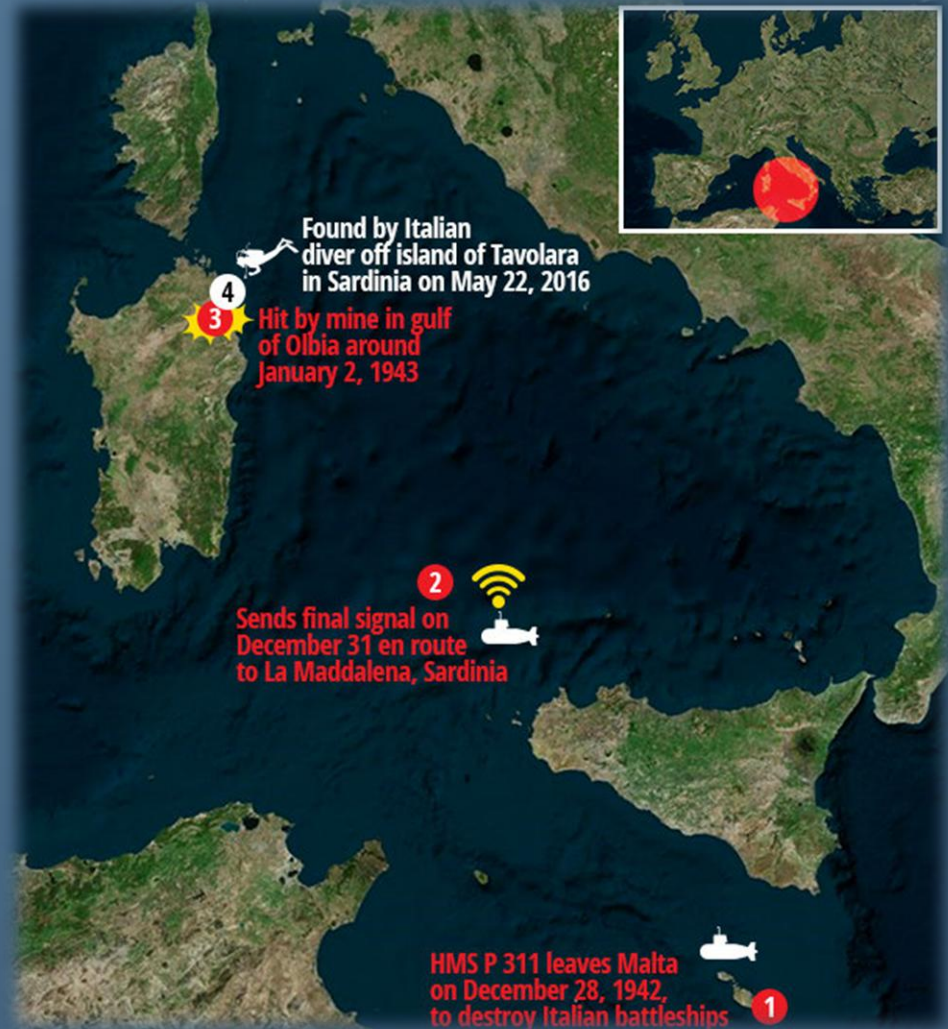 Found by Italian
diver off island of Tavolara
in Sardinia on May 22, 2016
4
3
Hit by mine in gulf
of Olbia around
January 2, 1943
2
Sends final signal on
December 31 en route
to La Maddalena, Sardinia
HMS P 311 leaves Malta
on December 28, 1942,
to destroy Italian battleships
1